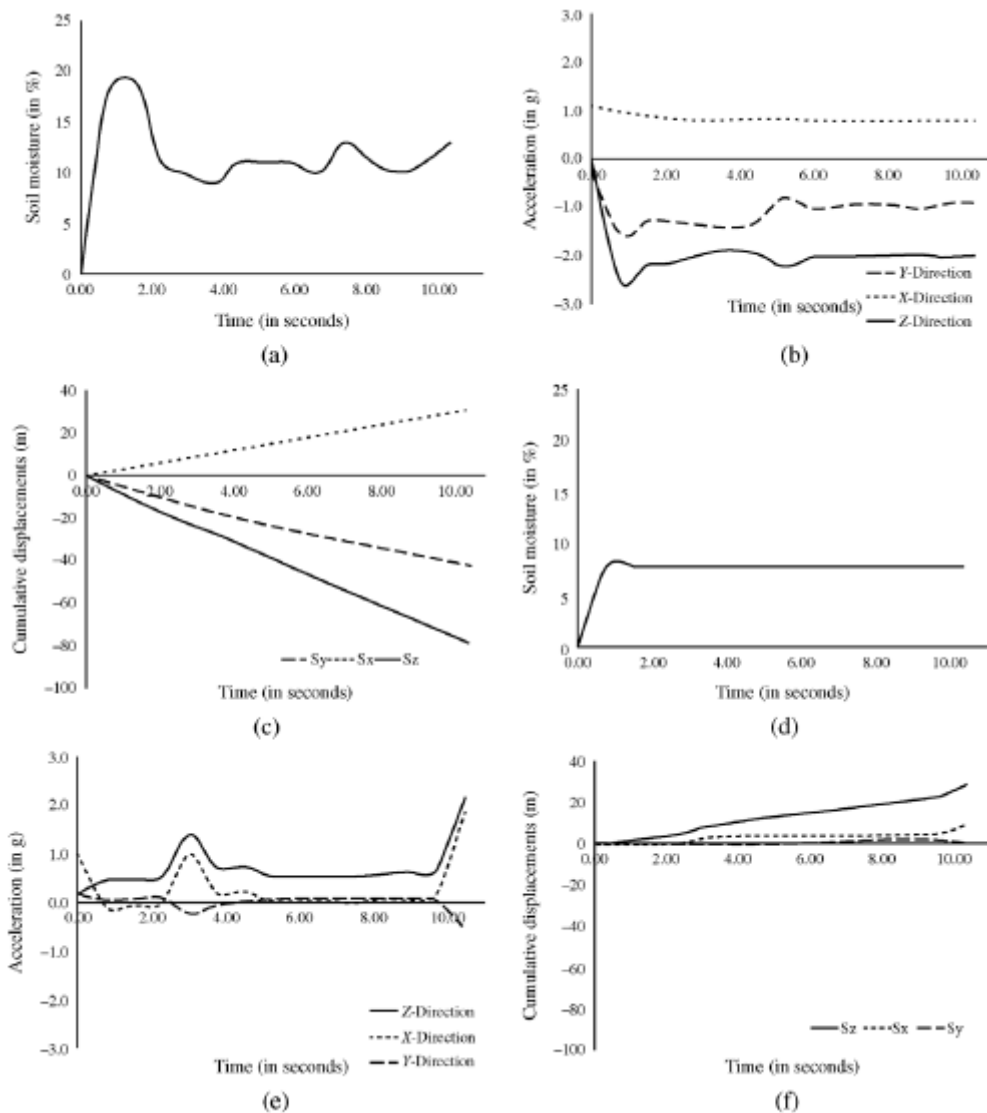 25
20
15
10
5
0
Soil moisture (in %)
0.00 2.00 4.00 6.00 8.00 10.00
Time (in seconds)
(a)
3.0
2.0
1.0
0.0
−1.0
−2.0
−3.0
Acceleration (in g)
0.00 2.00 4.00 6.00 8.00 10.00
Y-Direction
X-Direction
Z-Direction
Time (in seconds)
(b)
40
20
0
−20
−40
−60
−80
−100
Cumulative displacements (m)
0.00 2.00 4.00 6.00 8.00 10.00
Sy Sx Sz
Time (in seconds)
(c)
25
20
15
10
5
0
Soil moisture (in %)
0.00 2.00 4.00 6.00 8.00 10.00
Time (in seconds)
(d)
3.0
2.0
1.0
0.0
−1.0
−2.0
−3.0
Acceleration (in g)
0.00 2.00 4.00 6.00 8.00 10.00
Z-Direction
X-Direction
Y-Direction
Time (in seconds)
(e)
40
20
0
−20
−40
−60
−80
−100
Cumulative displacements (m)
0.00 2.00 4.00 6.00 8.00 10.00
Sz Sx Sy
Time (in seconds)
(f)